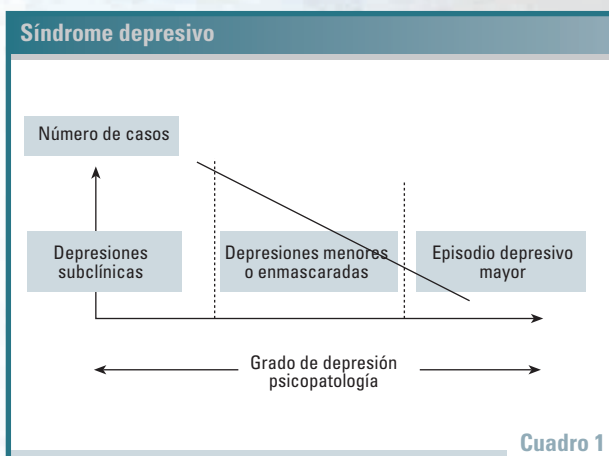 Síndrome depresivo
Número de casos
Depresiones
subclínicas
Depresiones menores
o enmascaradas
Episodio depresivo
mayor
Grado de depresión
psicopatología
Cuadro 1